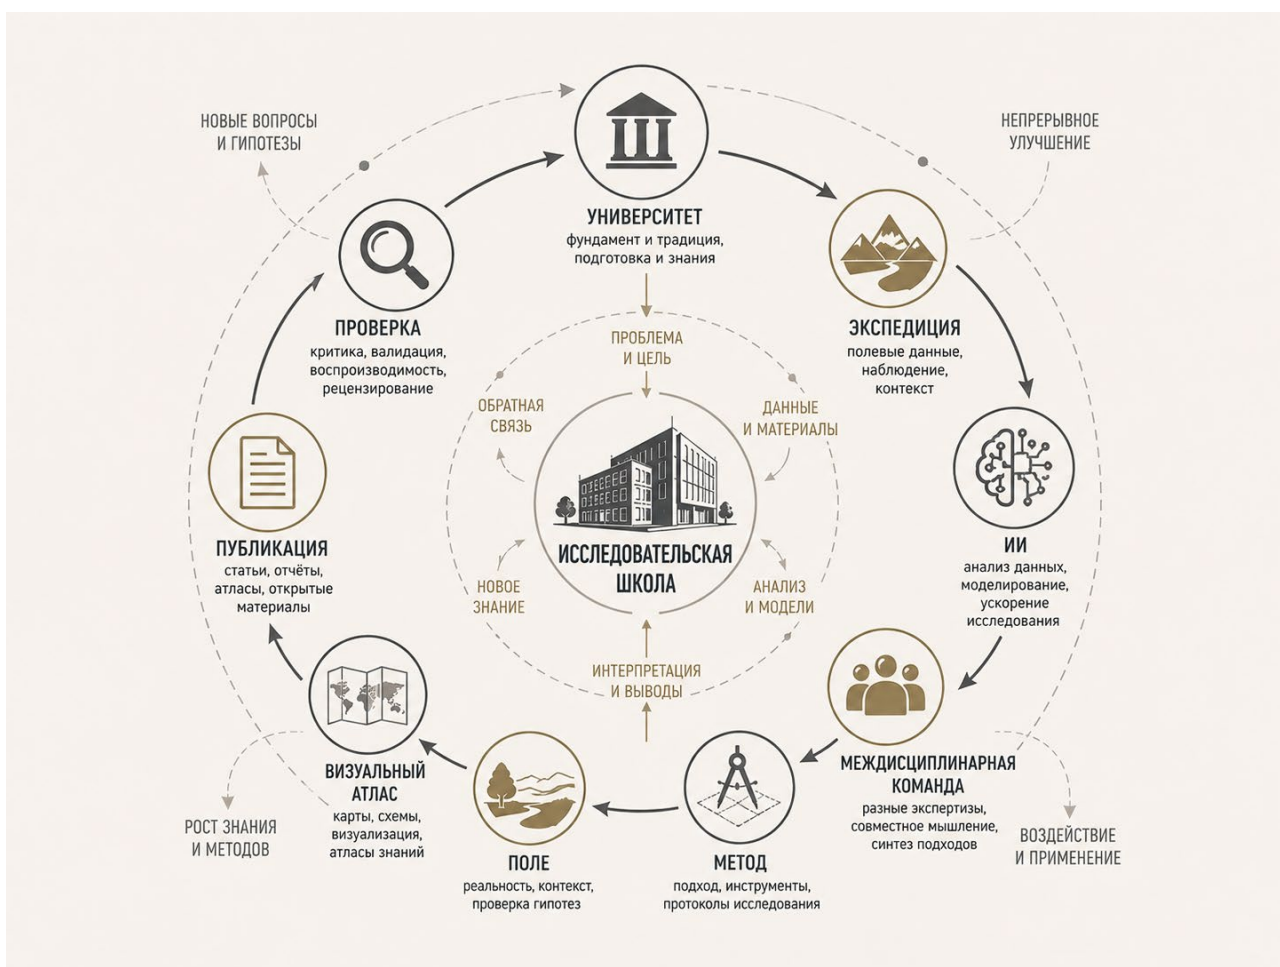 НОВЫЕ ВОПРОСЫ
И ГИПОТЕЗЫ
НЕПРЕРЫВНОЕ
УЛУЧШЕНИЕ
УНИВЕРСИТЕТ
фундамент и традиция,
подготовка и знания
ПРОВЕРКА
критика, валидация,
воспроизводимость,
рецензирование
ЭКСПЕДИЦИЯ
полевые данные,
наблюдение,
контекст
ПРОБЛЕМА
И ЦЕЛЬ
ОБРАТНАЯ
СВЯЗЬ
ДАННЫЕ
И МАТЕРИАЛЫ
ИССЛЕДОВАТЕЛЬСКАЯ
ШКОЛА
НОВОЕ
ЗНАНИЕ
АНАЛИЗ
И МОДЕЛИ
ИНТЕРПРЕТАЦИЯ
И ВЫВОДЫ
ПУБЛИКАЦИЯ
статьи, отчёты,
атласы, открытые
материалы
ИИ
анализ данных,
моделирование,
ускорение
исследования
ВИЗУАЛЬНЫЙ
АТЛАС
карты, схемы,
визуализация,
атласы знаний
МЕЖДИСЦИПЛИНАРНАЯ
КОМАНДА
разные экспертизы,
совместное мышление,
синтез подходов
РОСТ ЗНАНИЯ
И МЕТОДОВ
ВОЗДЕЙСТВИЕ
И ПРИМЕНЕНИЕ
ПОЛЕ
реальность, контекст,
проверка гипотез
МЕТОД
подход, инструменты,
протоколы исследования